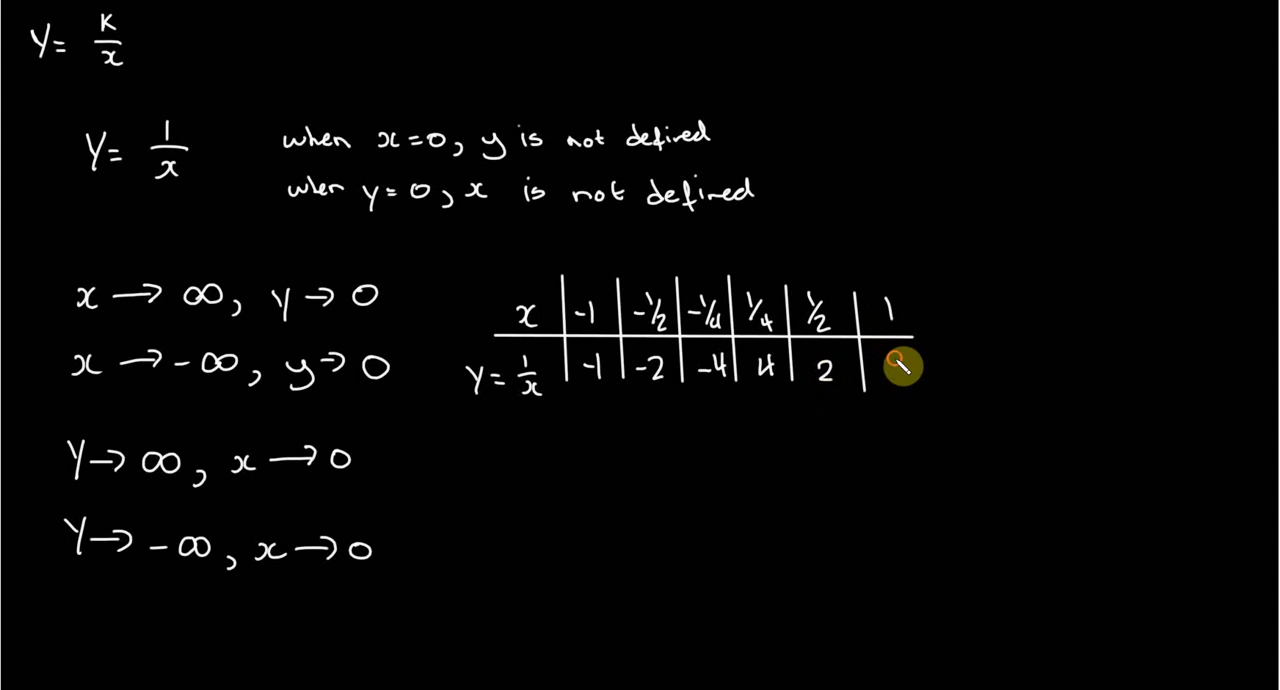 Y = K/x
Y = 1/x
when x = 0, y is not defined
when y = 0, x is not defined
x → ∞, y → 0
x → -∞, y → 0
Y → ∞, x → 0
Y → -∞, x → 0
x | -1 | -1/2 | -1/4 | 1/4 | 1/2 | 1
Y = 1/x | -1 | -2 | -4 | 4 | 2 |